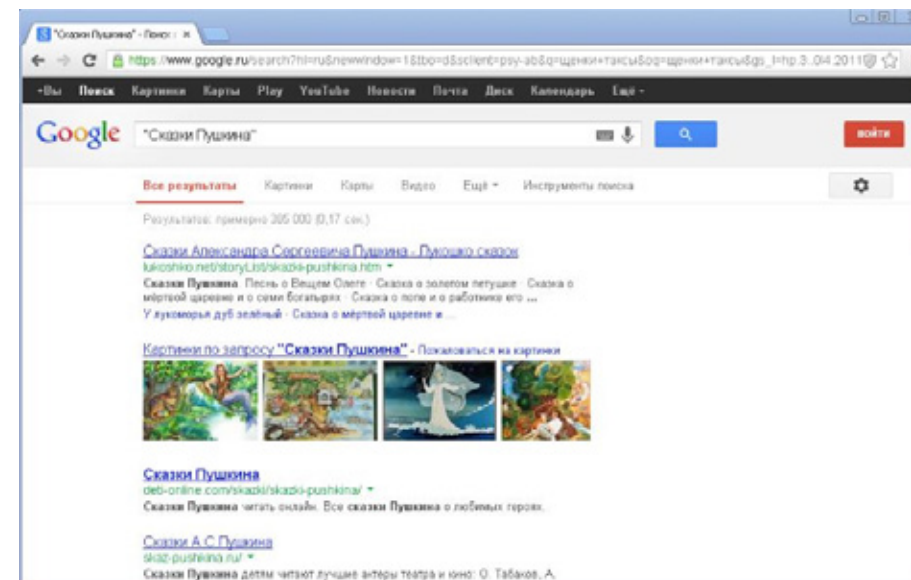 "Сказки Пушкина" - Поиск
https://www.google.ru/search?hl=ru&newwindow=1&tbo=d&sclient=psy-ab&q=щенки+таксы&oq=щенки+таксы&gs_l=hp.3..0i4.2011
+Вы Поиск Картинки Карты Play YouTube Новости Почта Диск Календарь Ещё
Google "Сказки Пушкина" ВОЙТИ
Все результаты Картинки Карты Видео Ещё Инструменты поиска
Результатов: примерно 385 000 (0,17 сек.)
Сказки Александра Сергеевича Пушкина - Лукошко сказок
lukoshko.net/storyList/skazki-pushkina.htm
Сказки Пушкина. Песнь о Вещем Олеге · Сказка о золотом петушке · Сказка о
мёртвой царевне и о семи богатырях · Сказка о попе и о работнике его ...
У лукоморья дуб зелёный - Сказка о мёртвой царевне и ...
Картинки по запросу "Сказки Пушкина" - Пожаловаться на картинки
Сказки Пушкина
deti-online.com/skazki/skazki-pushkina/
Сказки Пушкина читать онлайн. Все сказки Пушкина о любимых героях.
Сказки А.С.Пушкина
skaz-pushkina.ru/
Сказки Пушкина детям читают лучшие актеры театра и кино: О. Табаков, А.